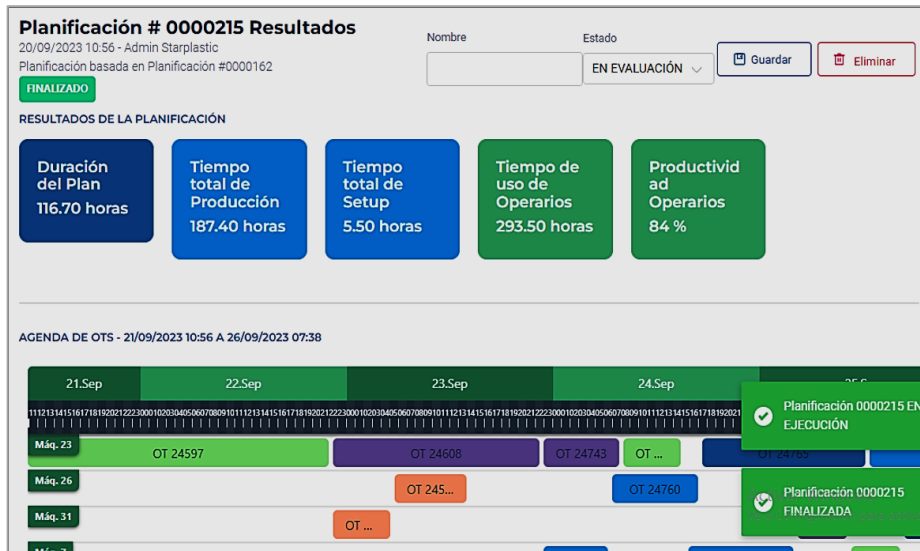 Planificación # 0000215 Resultados
20/09/2023 10:56 - Admin Starplastic
Planificación basada en Planificación #0000162
FINALIZADO
Nombre
Estado
EN EVALUACIÓN
Guardar
Eliminar
RESULTADOS DE LA PLANIFICACIÓN
Duración
del Plan
116.70 horas
Tiempo
total de
Producción
187.40 horas
Tiempo
total de
Setup
5.50 horas
Tiempo de
uso de
Operarios
293.50 horas
Productivid
ad
Operarios
84 %
AGENDA DE OTS - 21/09/2023 10:56 A 26/09/2023 07:38
21.Sep
22.Sep
23.Sep
24.Sep
11121314151617181920212223000102030405060708091011121314151617181920212223000102030405060708091011121314151617181920212223000102030405060708091011121314151617181920
Planificación 0000215 EN
EJECUCIÓN
Máq. 23
OT 24597
OT 24608
OT 24743
OT ...
OT 24765
Máq. 26
OT 245...
OT 24760
Planificación 0000215
FINALIZADA
Máq. 31
OT ...